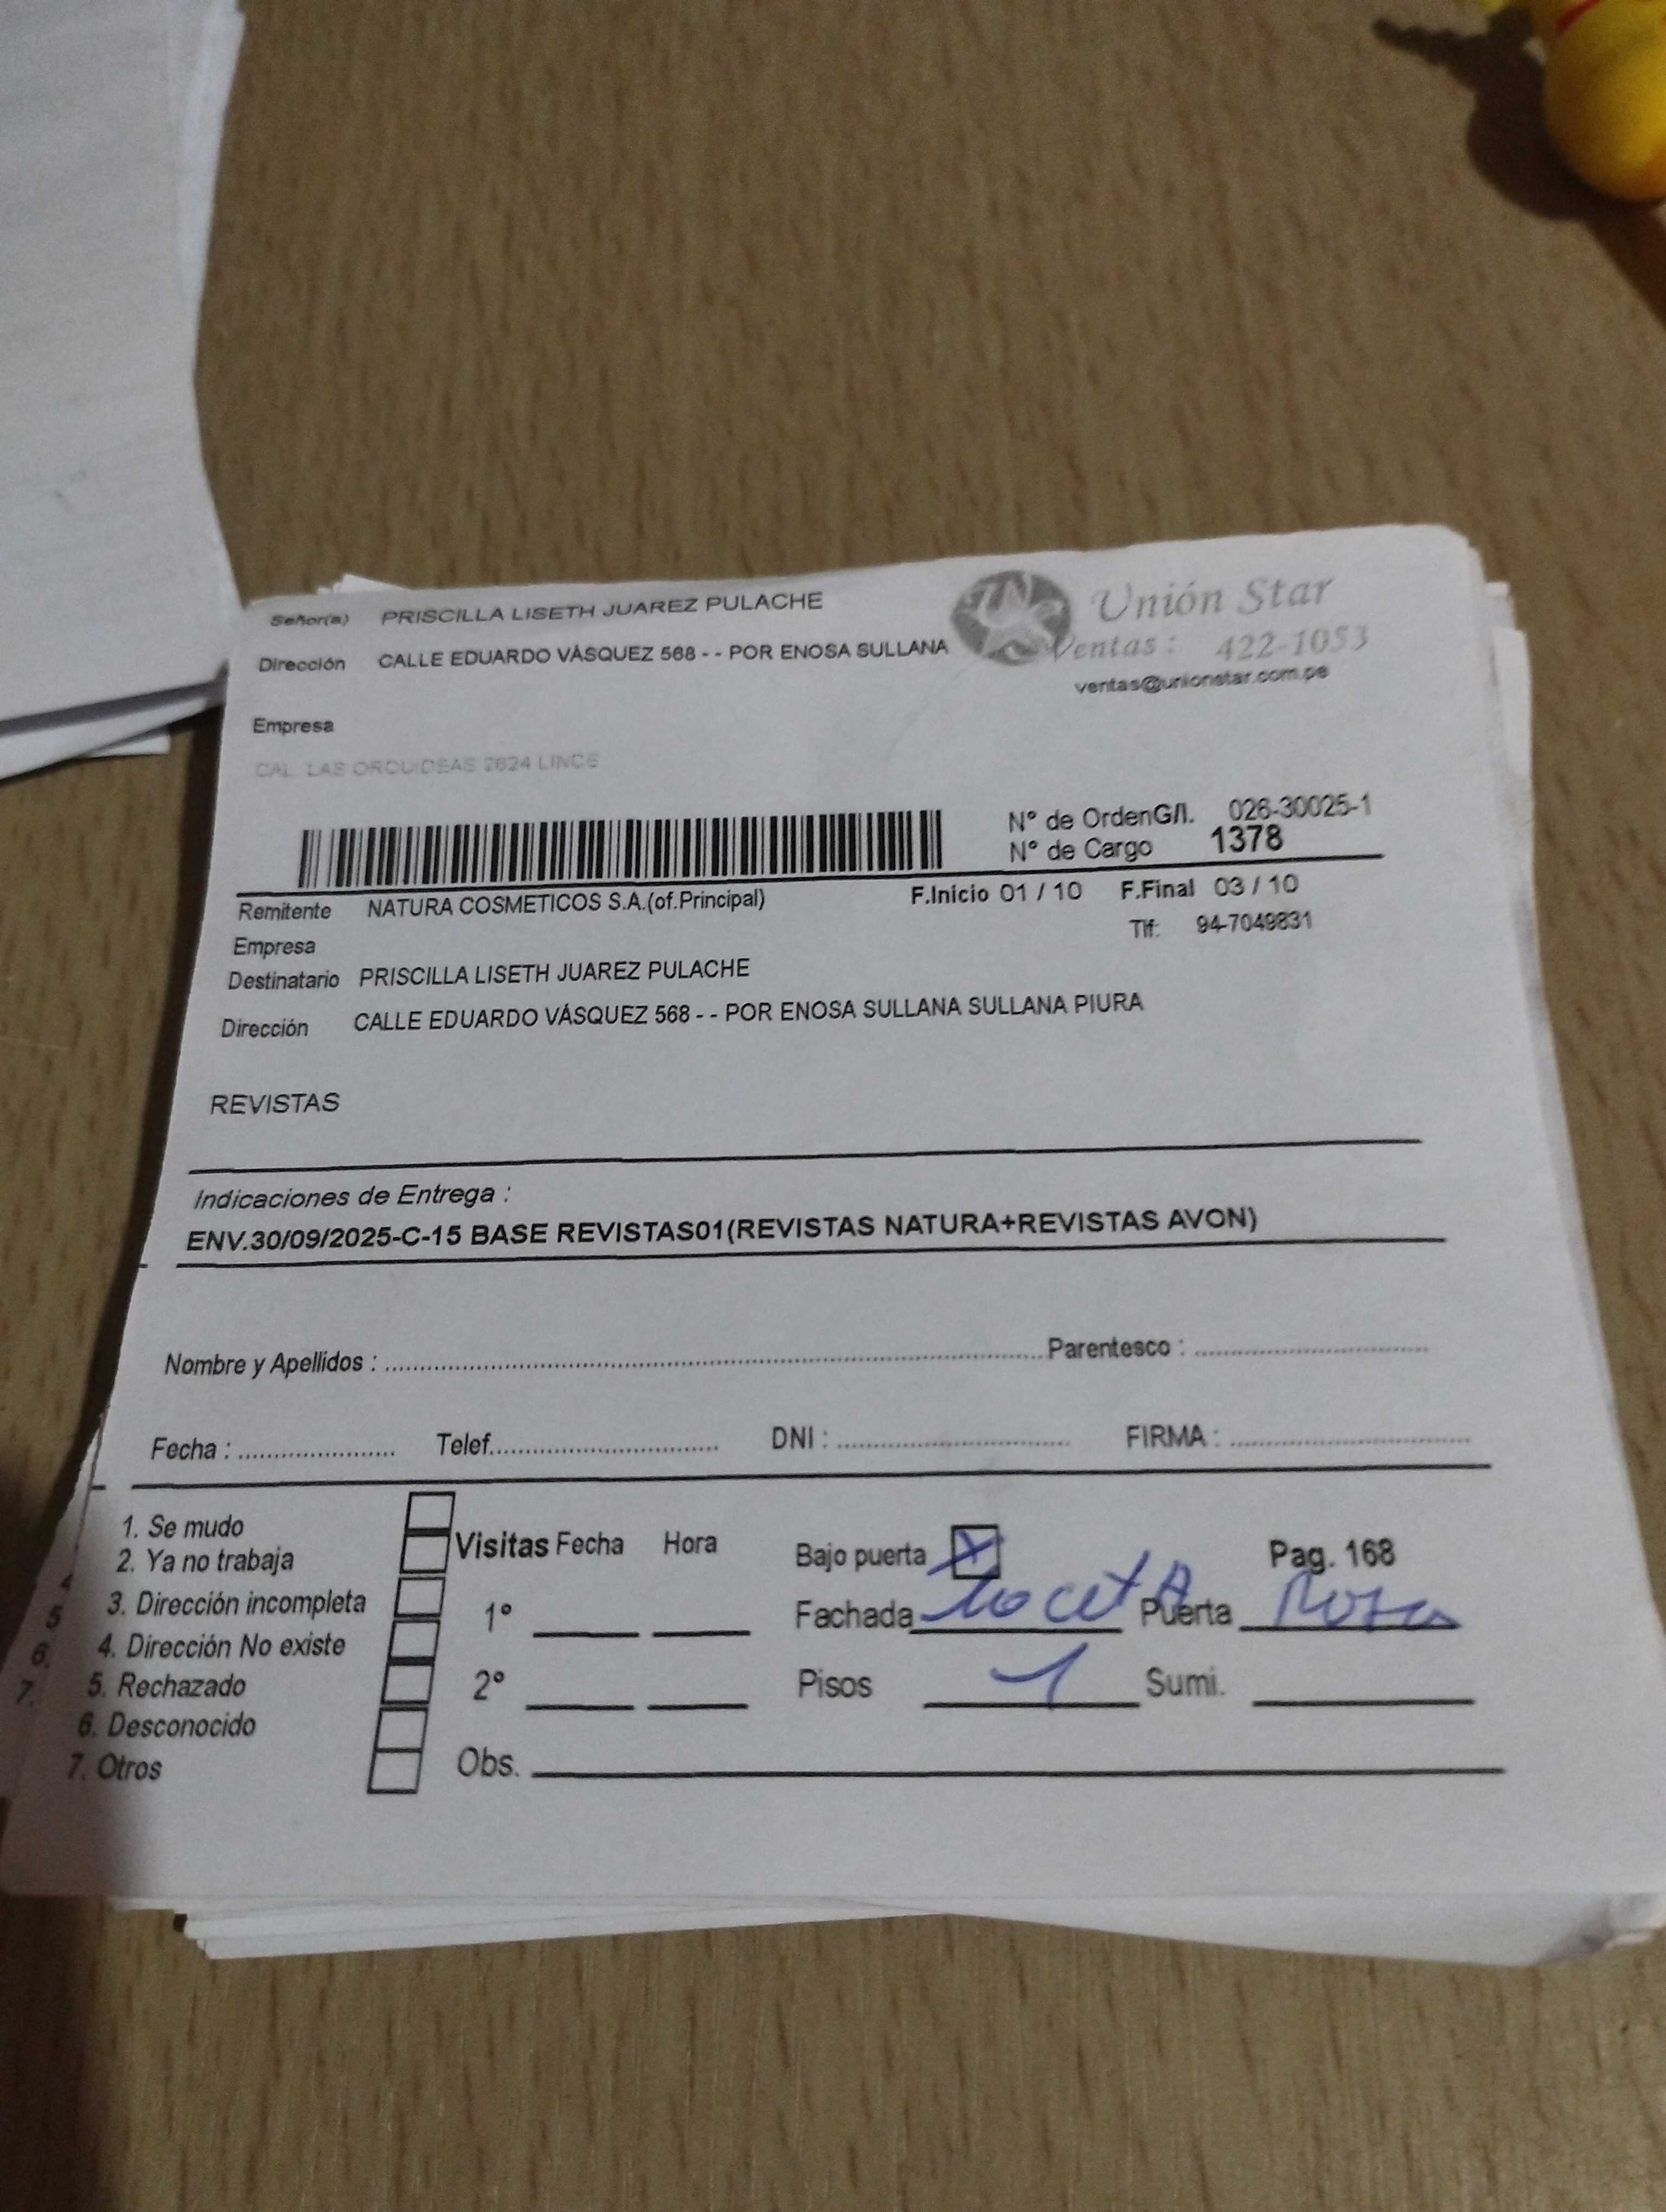 Señor(a) PRISCILLA LISETH JUAREZ PULACHE
Unión Star
Dirección CALLE EDUARDO VÁSQUEZ 568 - - POR ENOSA SULLANA
Ventas : 422-1053
ventas@unionstar.com.pe
Empresa
CAL. LAS ORQUIDEAS 2624 LINCE
N° de OrdenG/I. 026-30025-1
N° de Cargo 1378
Remitente NATURA COSMETICOS S.A.(of.Principal) F.Inicio 01 / 10 F.Final 03 / 10
Empresa Tlf: 94-7049831
Destinatario PRISCILLA LISETH JUAREZ PULACHE
Dirección CALLE EDUARDO VÁSQUEZ 568 - - POR ENOSA SULLANA SULLANA PIURA
REVISTAS
Indicaciones de Entrega :
ENV.30/09/2025-C-15 BASE REVISTAS01(REVISTAS NATURA+REVISTAS AVON)
Nombre y Apellidos : Parentesco :
Fecha : Telef. DNI : FIRMA :
1. Se mudo
2. Ya no trabaja
3. Dirección incompleta
4. Dirección No existe
5. Rechazado
6. Desconocido
7. Otros
Visitas Fecha Hora
1°
2°
Obs.
Bajo puerta X Pag. 168
Fachada locetA Puerta
Pisos 1 Sumi.
5
6.
7.